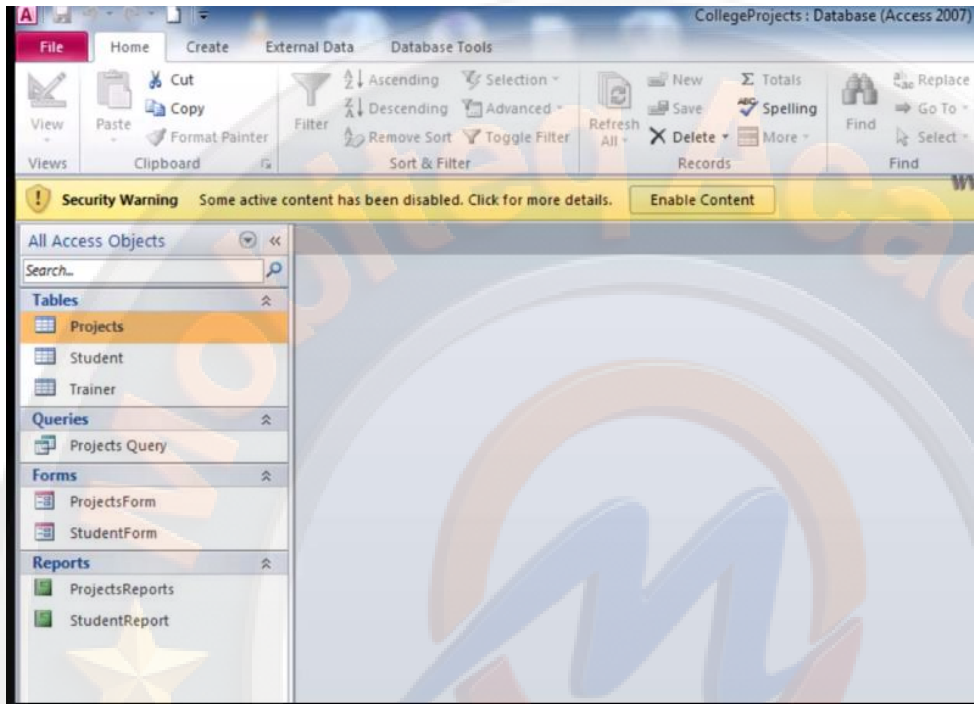 CollegeProjects : Database (Access 2007)
File Home Create External Data Database Tools
View
Views
Paste
Cut
Copy
Format Painter
Clipboard
Filter
Ascending
Descending
Remove Sort
Selection
Advanced
Toggle Filter
Sort & Filter
Refresh
All
New
Save
Delete
Totals
Spelling
More
Records
Find
Replace
Go To
Select
Find
Security Warning Some active content has been disabled. Click for more details. Enable Content
All Access Objects
Search...
Tables
Projects
Student
Trainer
Queries
Projects Query
Forms
ProjectsForm
StudentForm
Reports
ProjectsReports
StudentReport